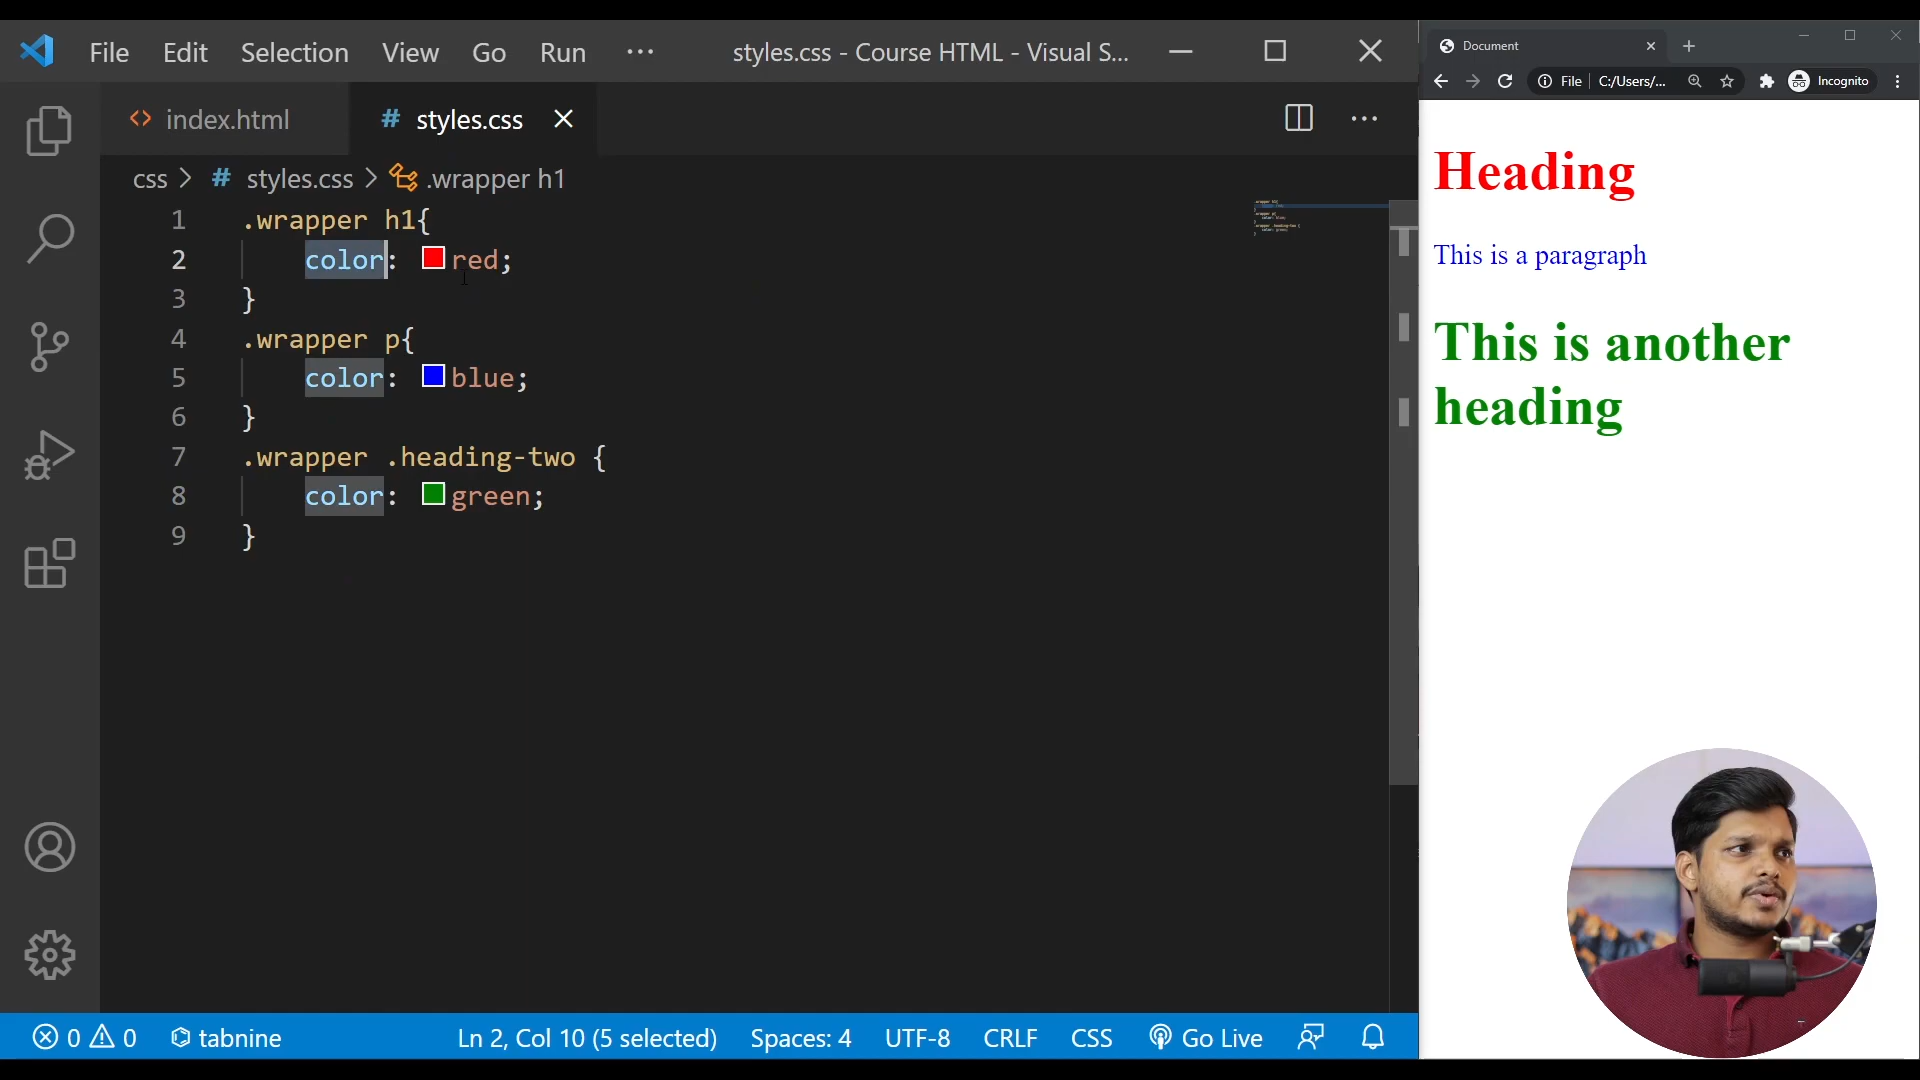 File Edit Selection View Go Run ··· styles.css - Course HTML - Visual S...
index.html # styles.css
css > # styles.css > .wrapper h1
1 .wrapper h1{
2 color: red;
3 }
4 .wrapper p{
5 color: blue;
6 }
7 .wrapper .heading-two {
8 color: green;
9 }
0 0 tabnine Ln 2, Col 10 (5 selected) Spaces: 4 UTF-8 CRLF CSS Go Live
Document
File C:/Users/... Incognito
Heading
This is a paragraph
This is another
heading